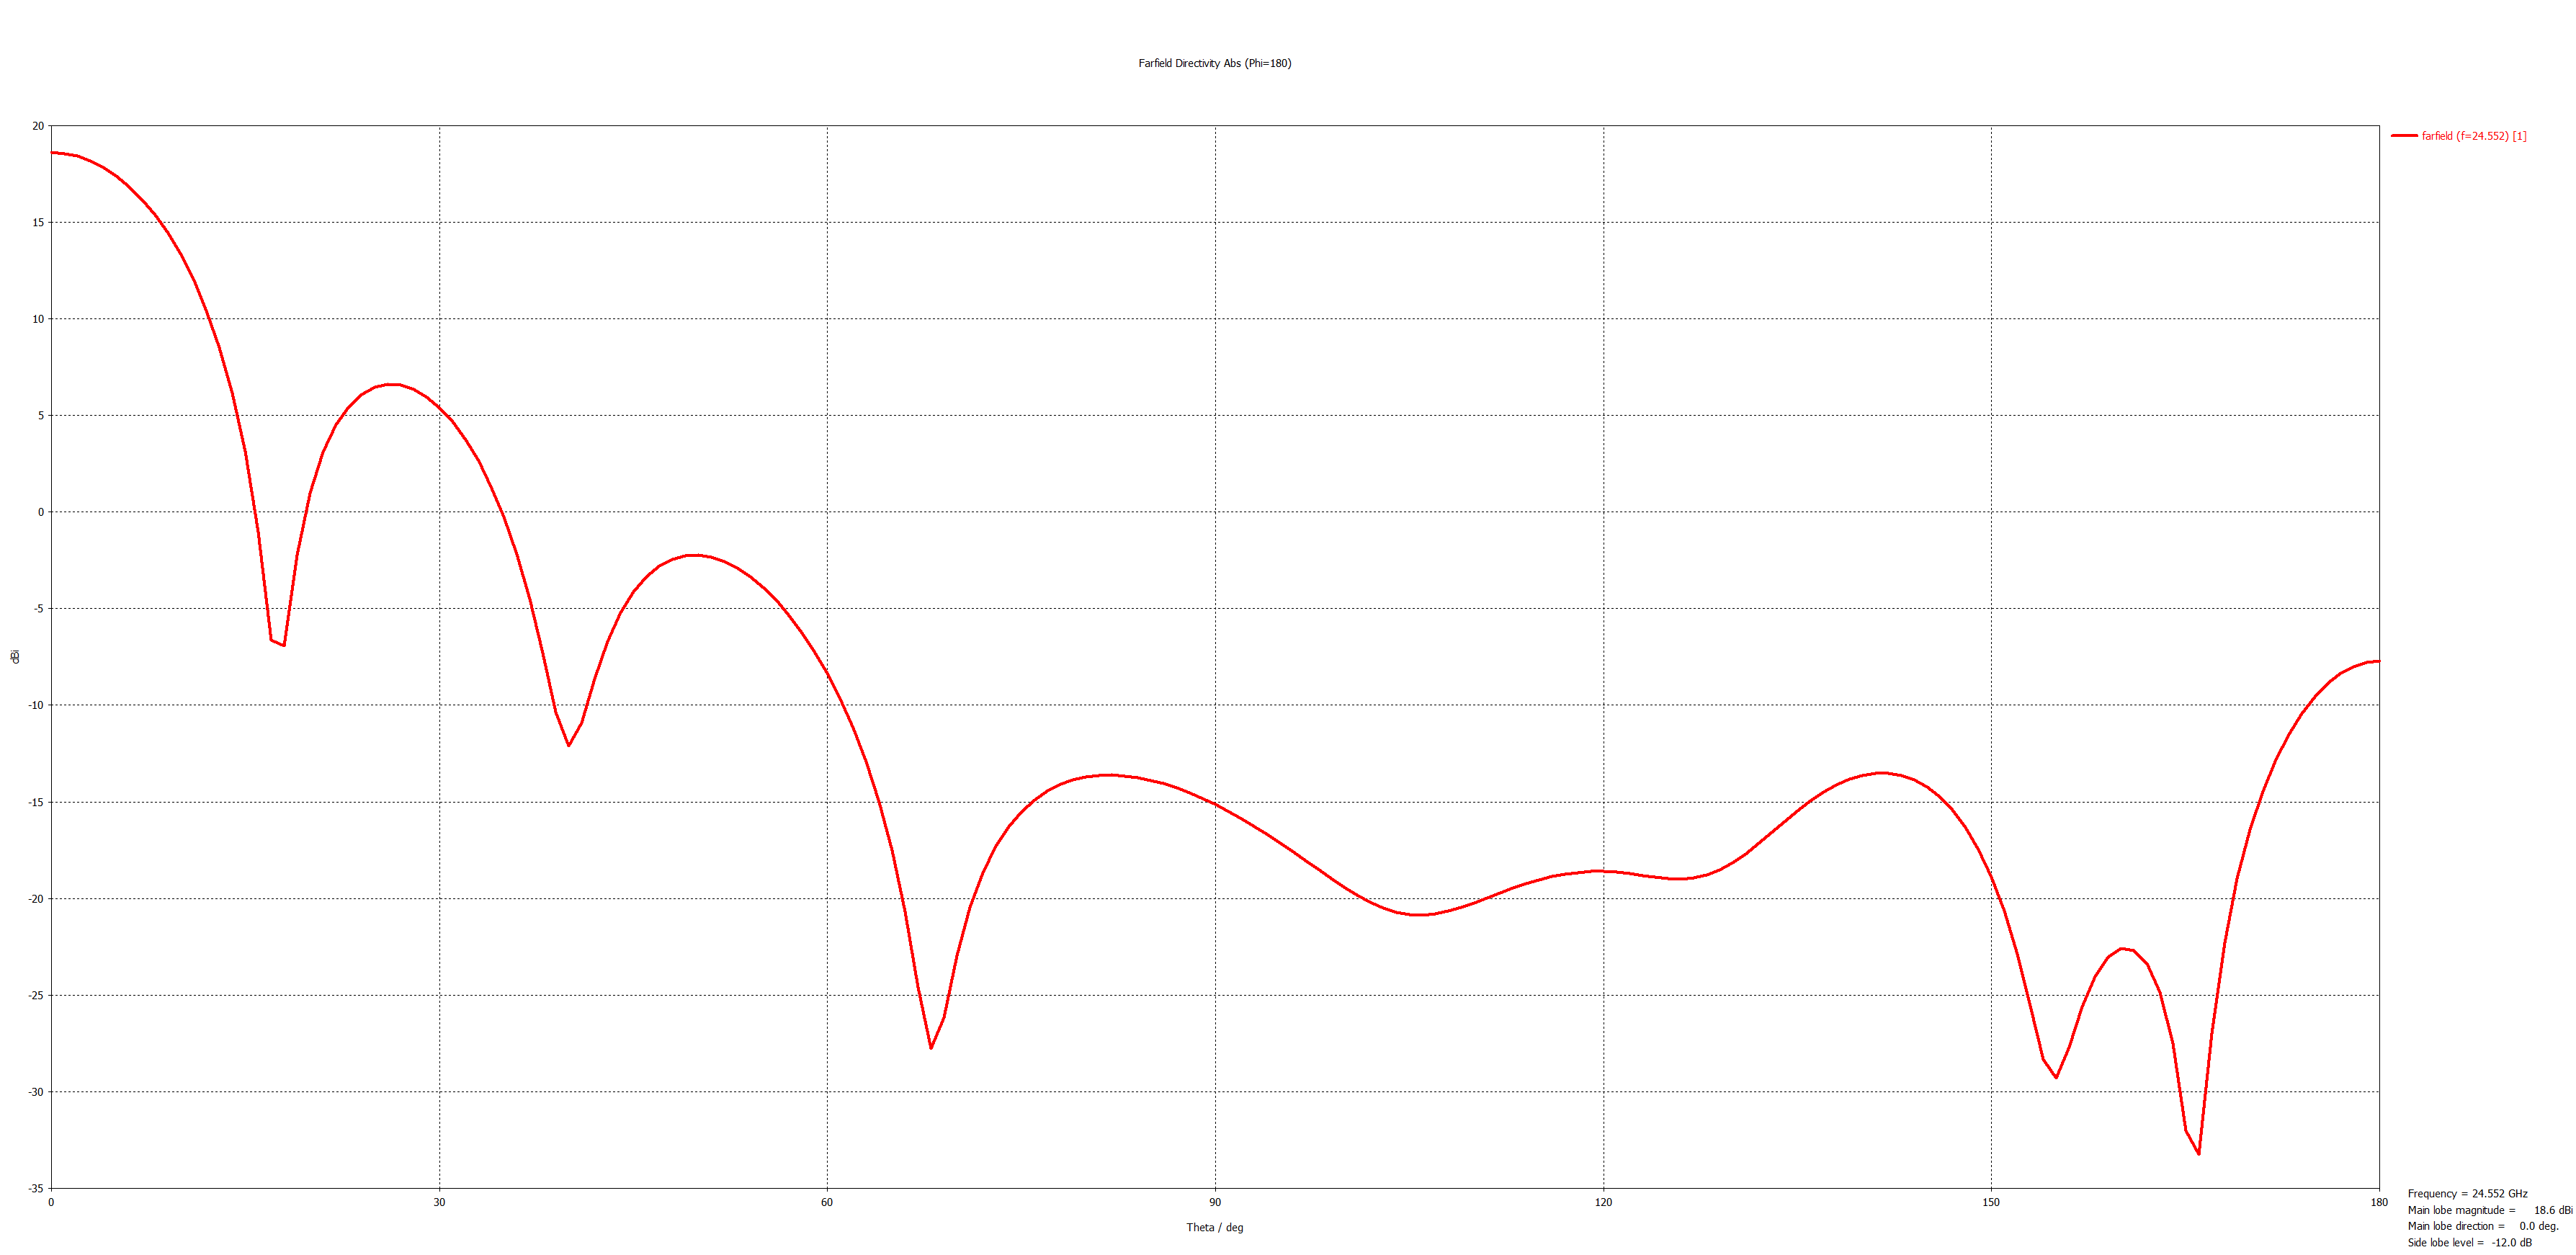 Farfield Directivity Abs (Phi=180)
farfield (f=24.552) [1]
20
15
10
5
0
-5
-10
-15
-20
-25
-30
-35
dBi
0 30 60 90 120 150 180
Theta / deg
Frequency = 24.552 GHz
Main lobe magnitude = 18.6 dBi
Main lobe direction = 0.0 deg.
Side lobe level = -12.0 dB